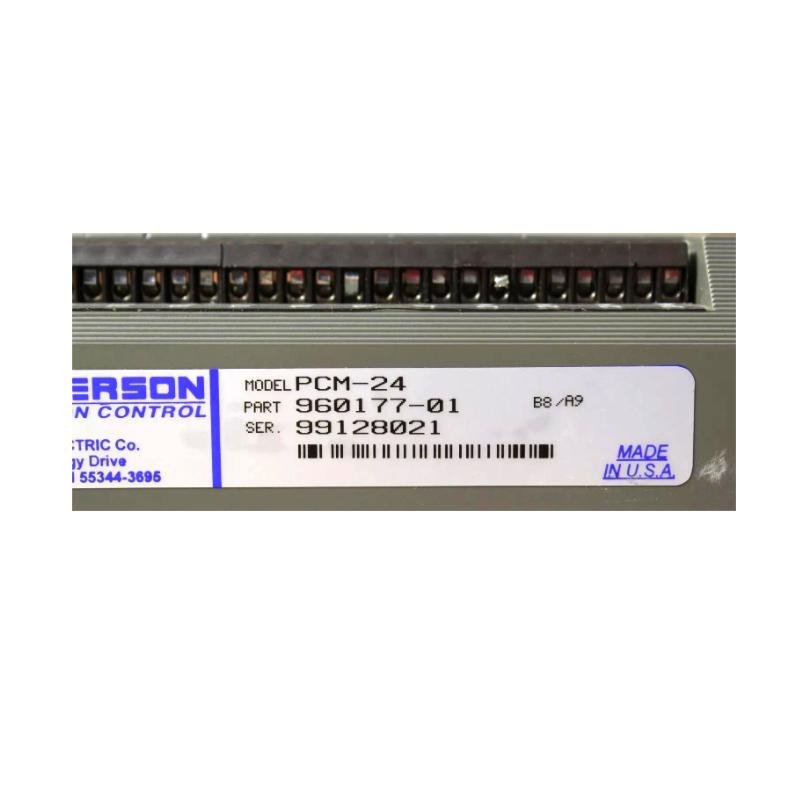 ERSON
N CONTROL
CTRIC Co.
gy Drive
55344-3695
MODEL PCM-24
PART 960177-01 B8/A9
SER. 99128021
MADE
IN U.S.A.